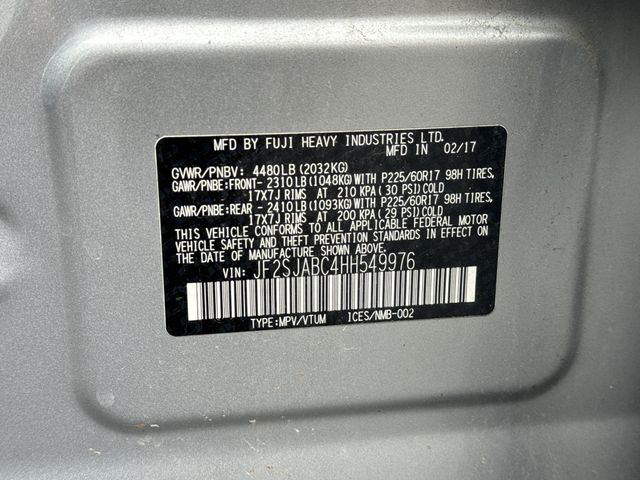 MFD BY FUJI HEAVY INDUSTRIES LTD.
MFD IN 02/17
GVWR/PNBV: 4480LB (2032KG)
GAWR/PNBE:FRONT- 2310LB (1048KG) WITH P225/60R17 98H TIRES,
17X7J RIMS AT 210 KPA (30 PSI) COLD
GAWR/PNBE:REAR - 2410LB (1093KG) WITH P225/60R17 98H TIRES,
17X7J RIMS AT 200 KPA (29 PSI) COLD
THIS VEHICLE CONFORMS TO ALL APPLICABLE FEDERAL MOTOR
VEHICLE SAFETY AND THEFT PREVENTION STANDARDS IN EFFECT
ON THE DATE OF MANUFACTURE SHOWN ABOVE.
VIN: JF2SJABC4HH549976
TYPE:MPV/VTUM ICES/NMB-002